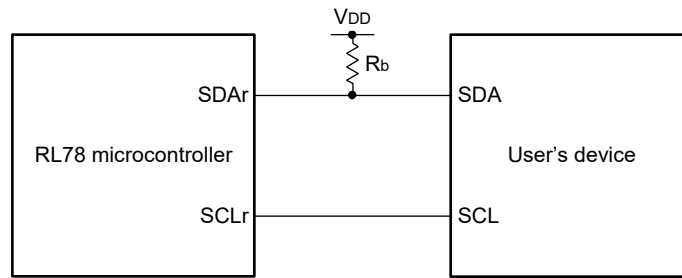 VDD
Rb
SDAr
SDA
RL78 microcontroller
User’s device
SCLr
SCL